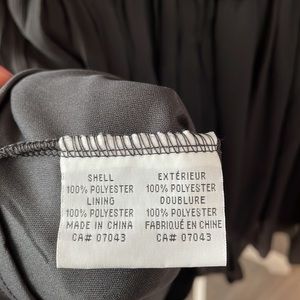 SHELL
100% POLYESTER
LINING
100% POLYESTER
MADE IN CHINA
CA# 07043
EXTÉRIEUR
100% POLYESTER
DOUBLURE
100% POLYESTER
FABRIQUÉ EN CHINE
CA# 07043